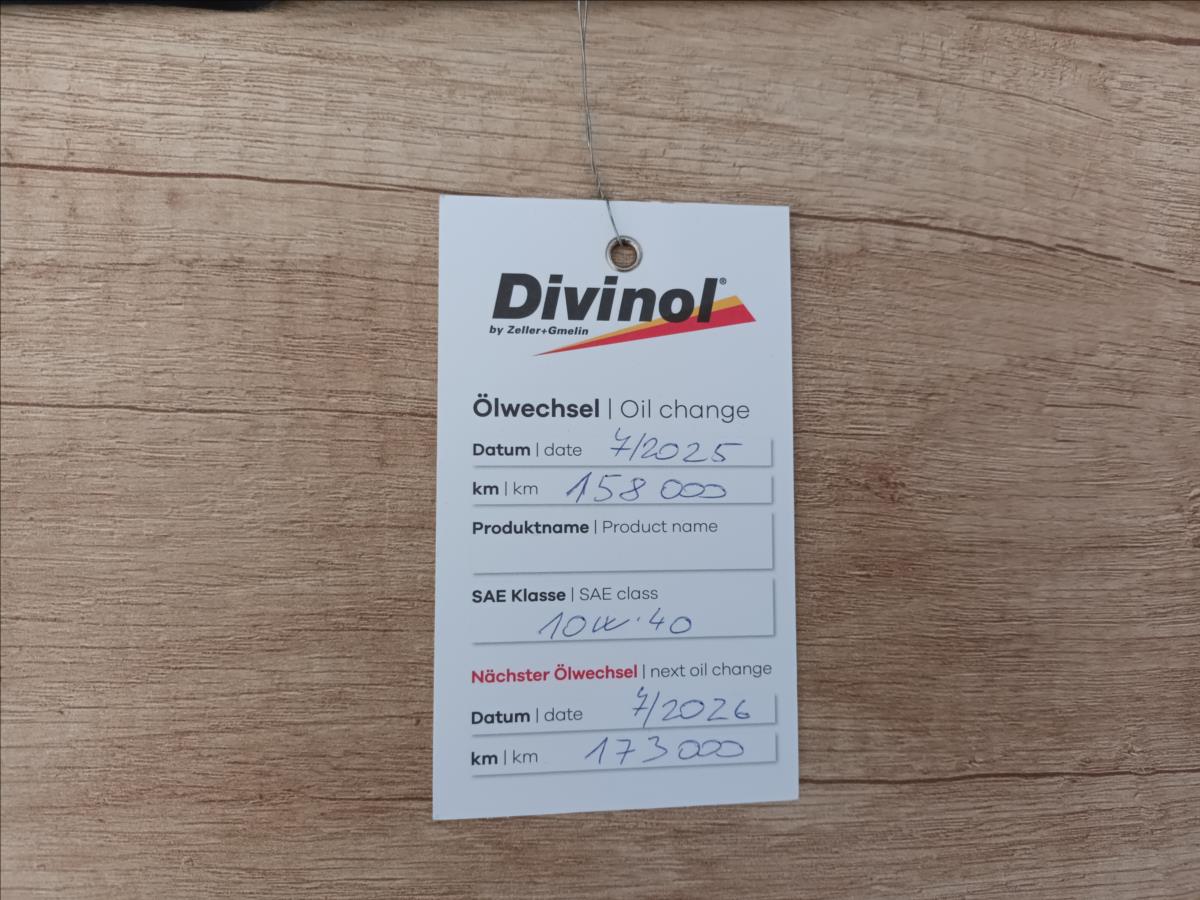 Divinol®
by Zeller+Gmelin
Ölwechsel | Oil change
Datum | date 7/2025
km | km 158 000
Produktname | Product name
SAE Klasse | SAE class
10W-40
Nächster Ölwechsel | next oil change
Datum | date 7/2026
km | km 173 000